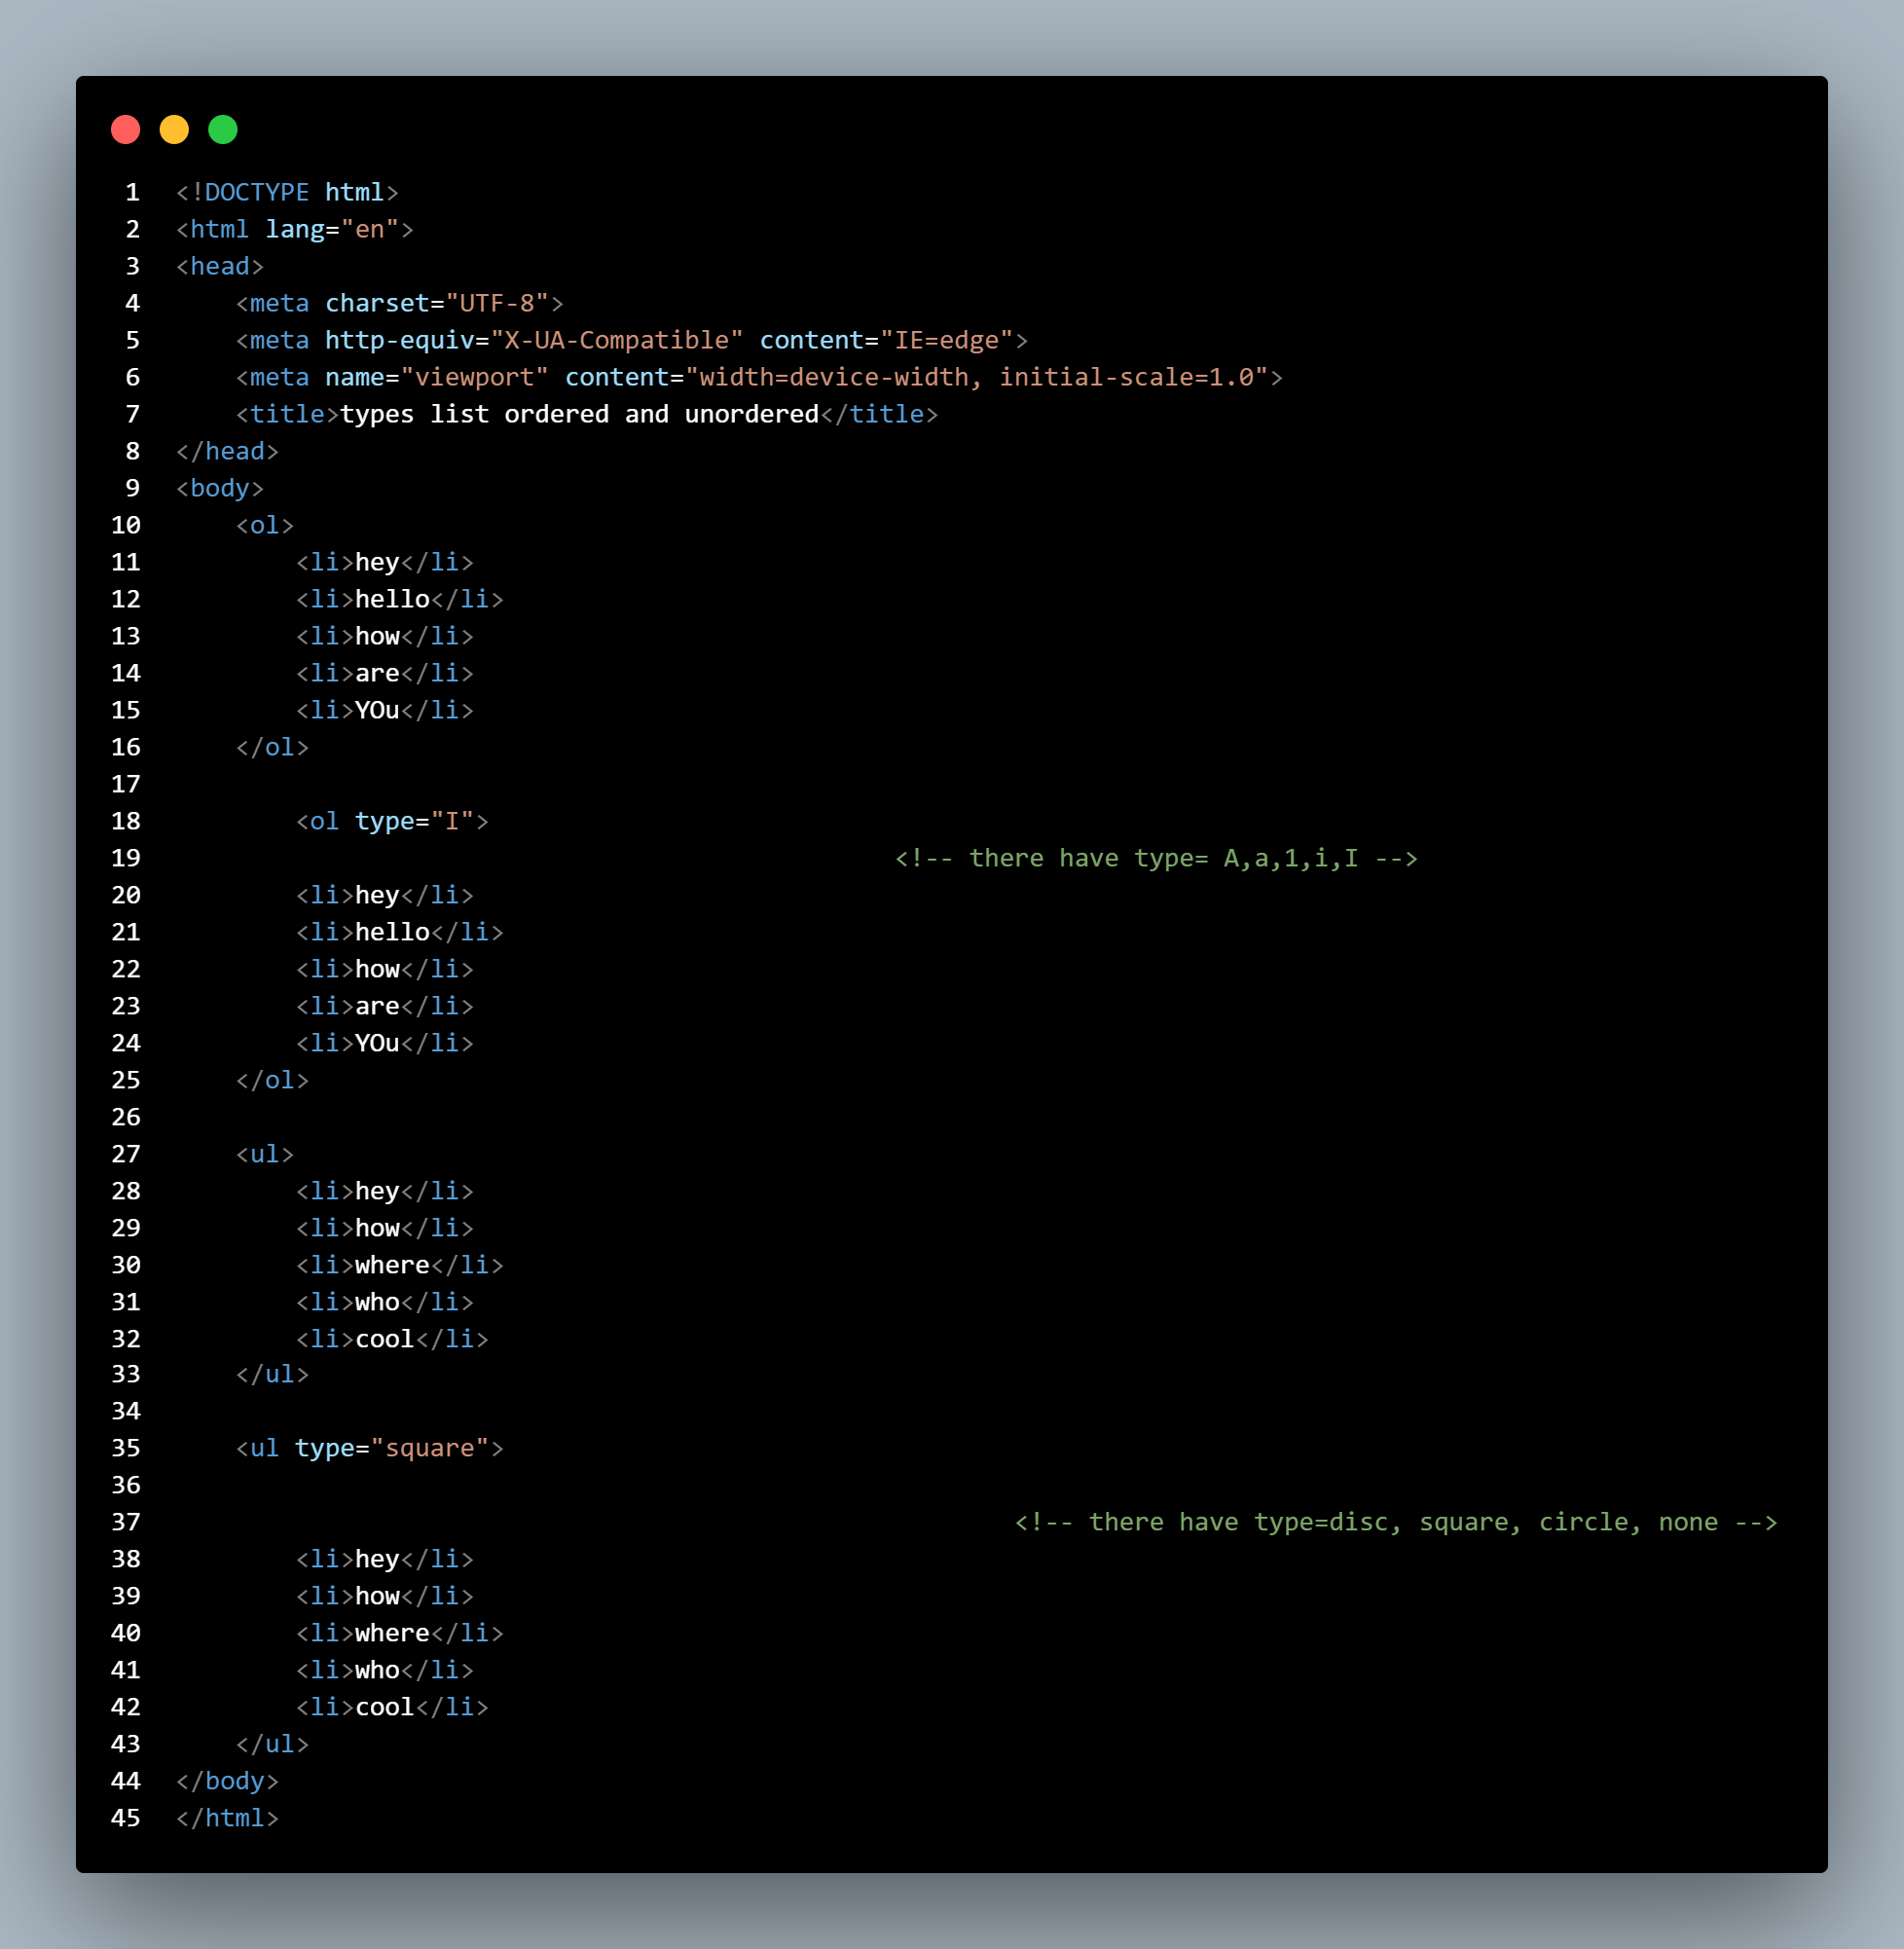 1 <!DOCTYPE html>
2 <html lang="en">
3 <head>
4     <meta charset="UTF-8">
5     <meta http-equiv="X-UA-Compatible" content="IE=edge">
6     <meta name="viewport" content="width=device-width, initial-scale=1.0">
7     <title>types list ordered and unordered</title>
8 </head>
9 <body>
10     <ol>
11         <li>hey</li>
12         <li>hello</li>
13         <li>how</li>
14         <li>are</li>
15         <li>YOu</li>
16     </ol>
17
18         <ol type="I">
19                                                 <!-- there have type= A,a,1,i,I -->
20         <li>hey</li>
21         <li>hello</li>
22         <li>how</li>
23         <li>are</li>
24         <li>YOu</li>
25     </ol>
26
27     <ul>
28         <li>hey</li>
29         <li>how</li>
30         <li>where</li>
31         <li>who</li>
32         <li>cool</li>
33     </ul>
34
35     <ul type="square">
36
37                                                         <!-- there have type=disc, square, circle, none -->
38         <li>hey</li>
39         <li>how</li>
40         <li>where</li>
41         <li>who</li>
42         <li>cool</li>
43     </ul>
44 </body>
45 </html>